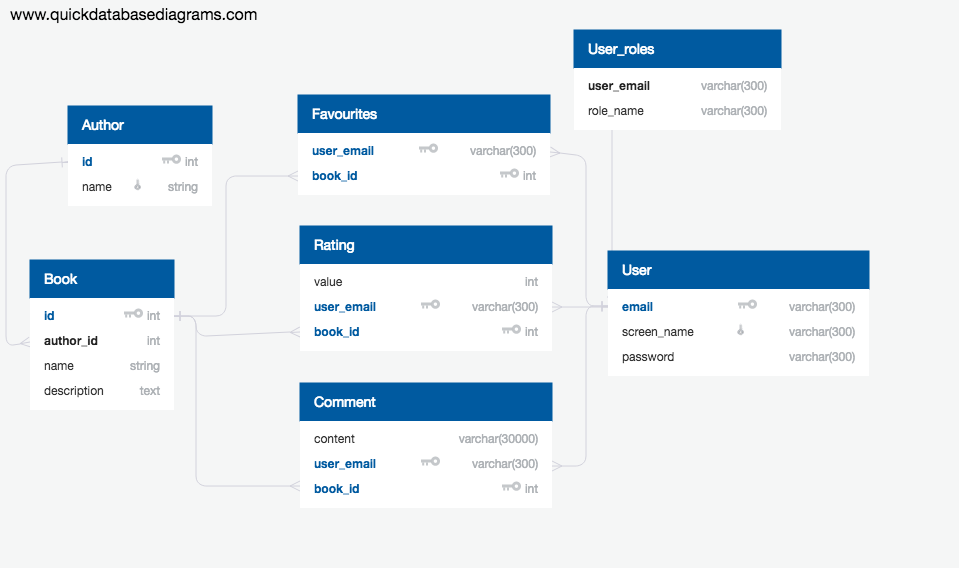 www.quickdatabasediagrams.com
User_roles
user_email varchar(300)
role_name varchar(300)
Author
id int
name string
Favourites
user_email varchar(300)
book_id int
Rating
value int
user_email varchar(300)
book_id int
Book
id int
author_id int
name string
description text
User
email varchar(300)
screen_name varchar(300)
password varchar(300)
Comment
content varchar(30000)
user_email varchar(300)
book_id int